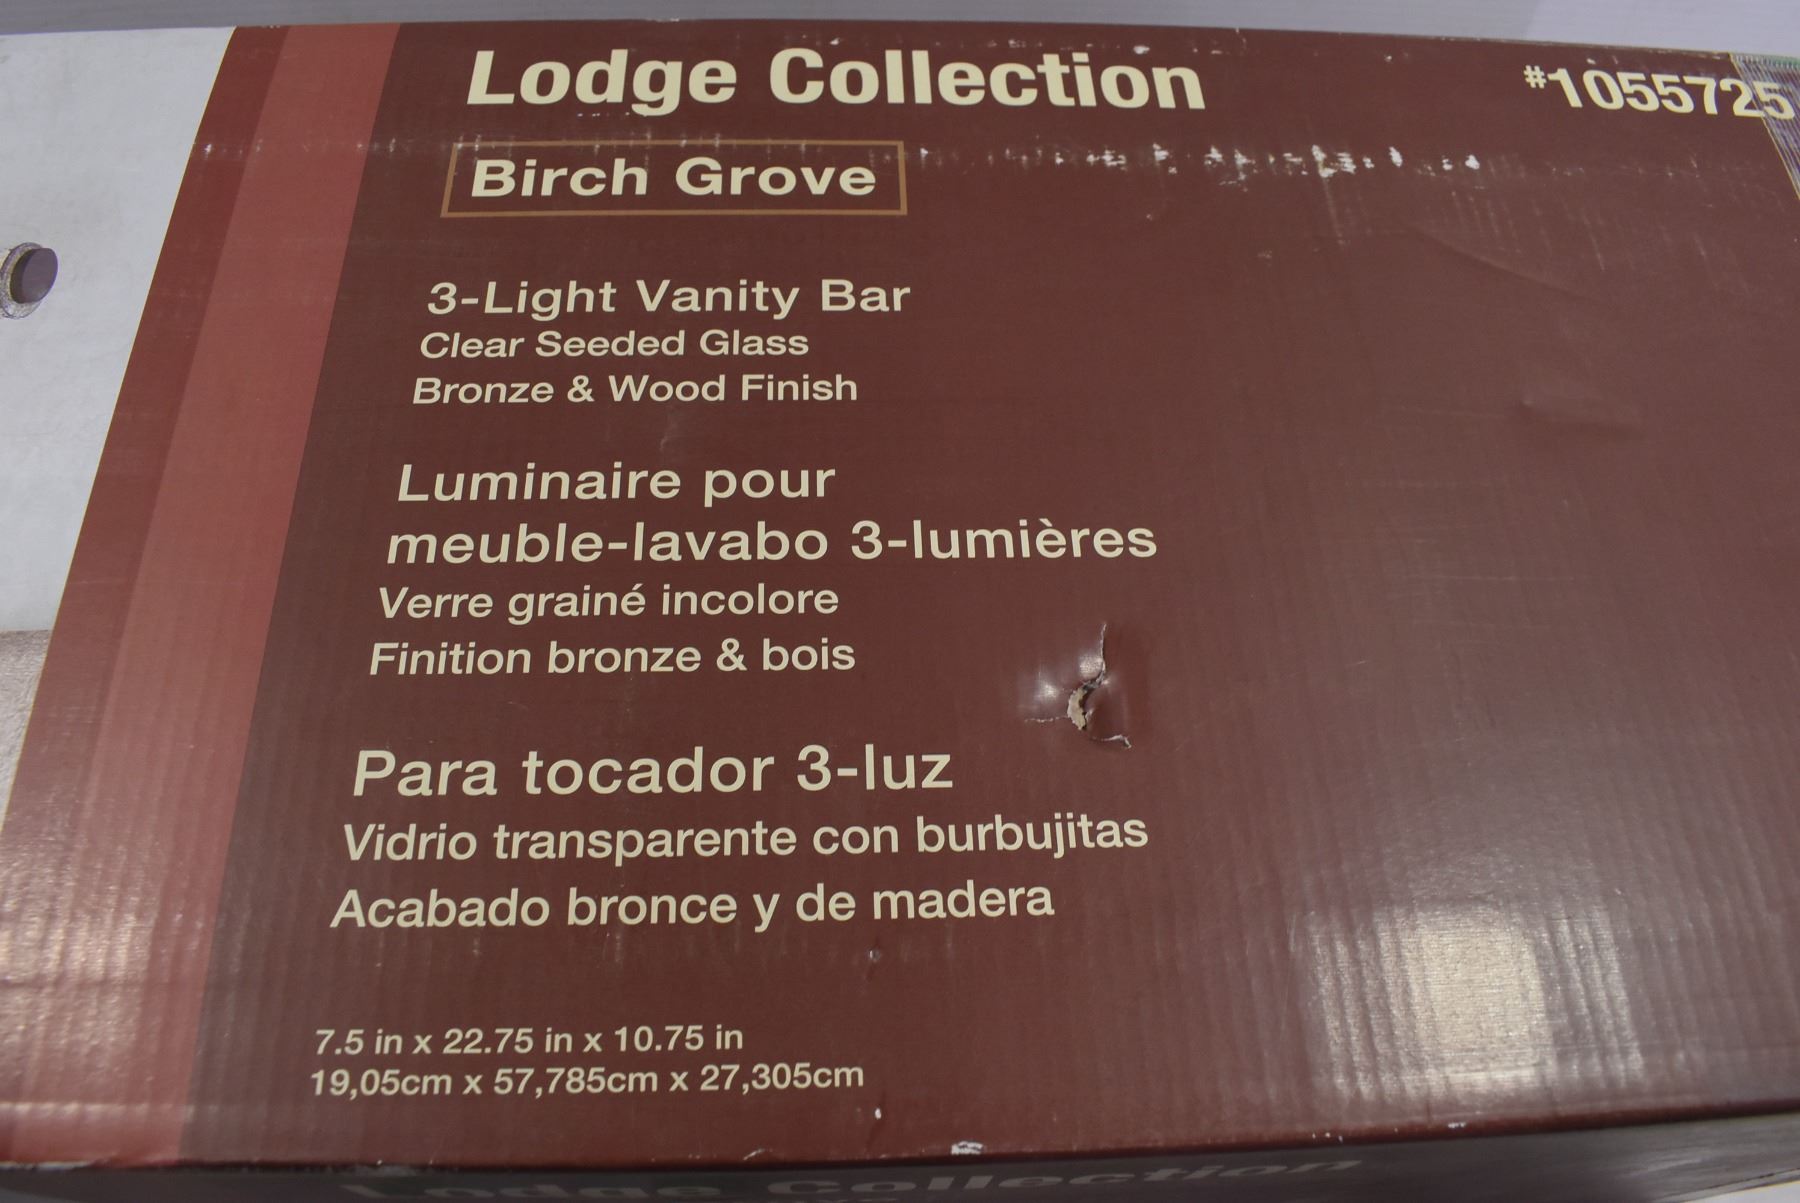 Lodge Collection
#1055725
Birch Grove
3-Light Vanity Bar
Clear Seeded Glass
Bronze & Wood Finish
Luminaire pour
meuble-lavabo 3-lumières
Verre grainé incolore
Finition bronze & bois
Para tocador 3-luz
Vidrio transparente con burbujitas
Acabado bronce y de madera
7.5 in x 22.75 in x 10.75 in
19,05cm x 57,785cm x 27,305cm
Lodge Collection